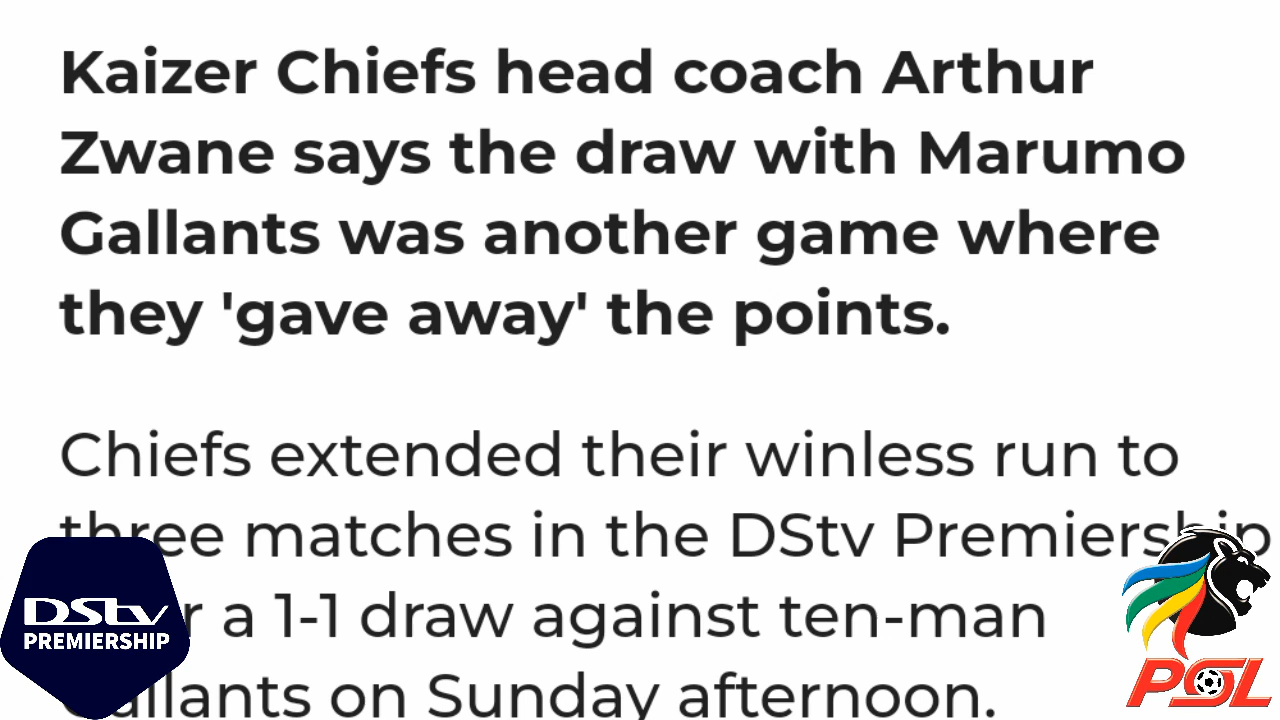 Kaizer Chiefs head coach Arthur
Zwane says the draw with Marumo
Gallants was another game where
they 'gave away' the points.
Chiefs extended their winless run to
three matches in the DStv Premiership
a 1-1 draw against ten-man
Gallants on Sunday afternoon.
DStv
PREMIERSHIP
PSL